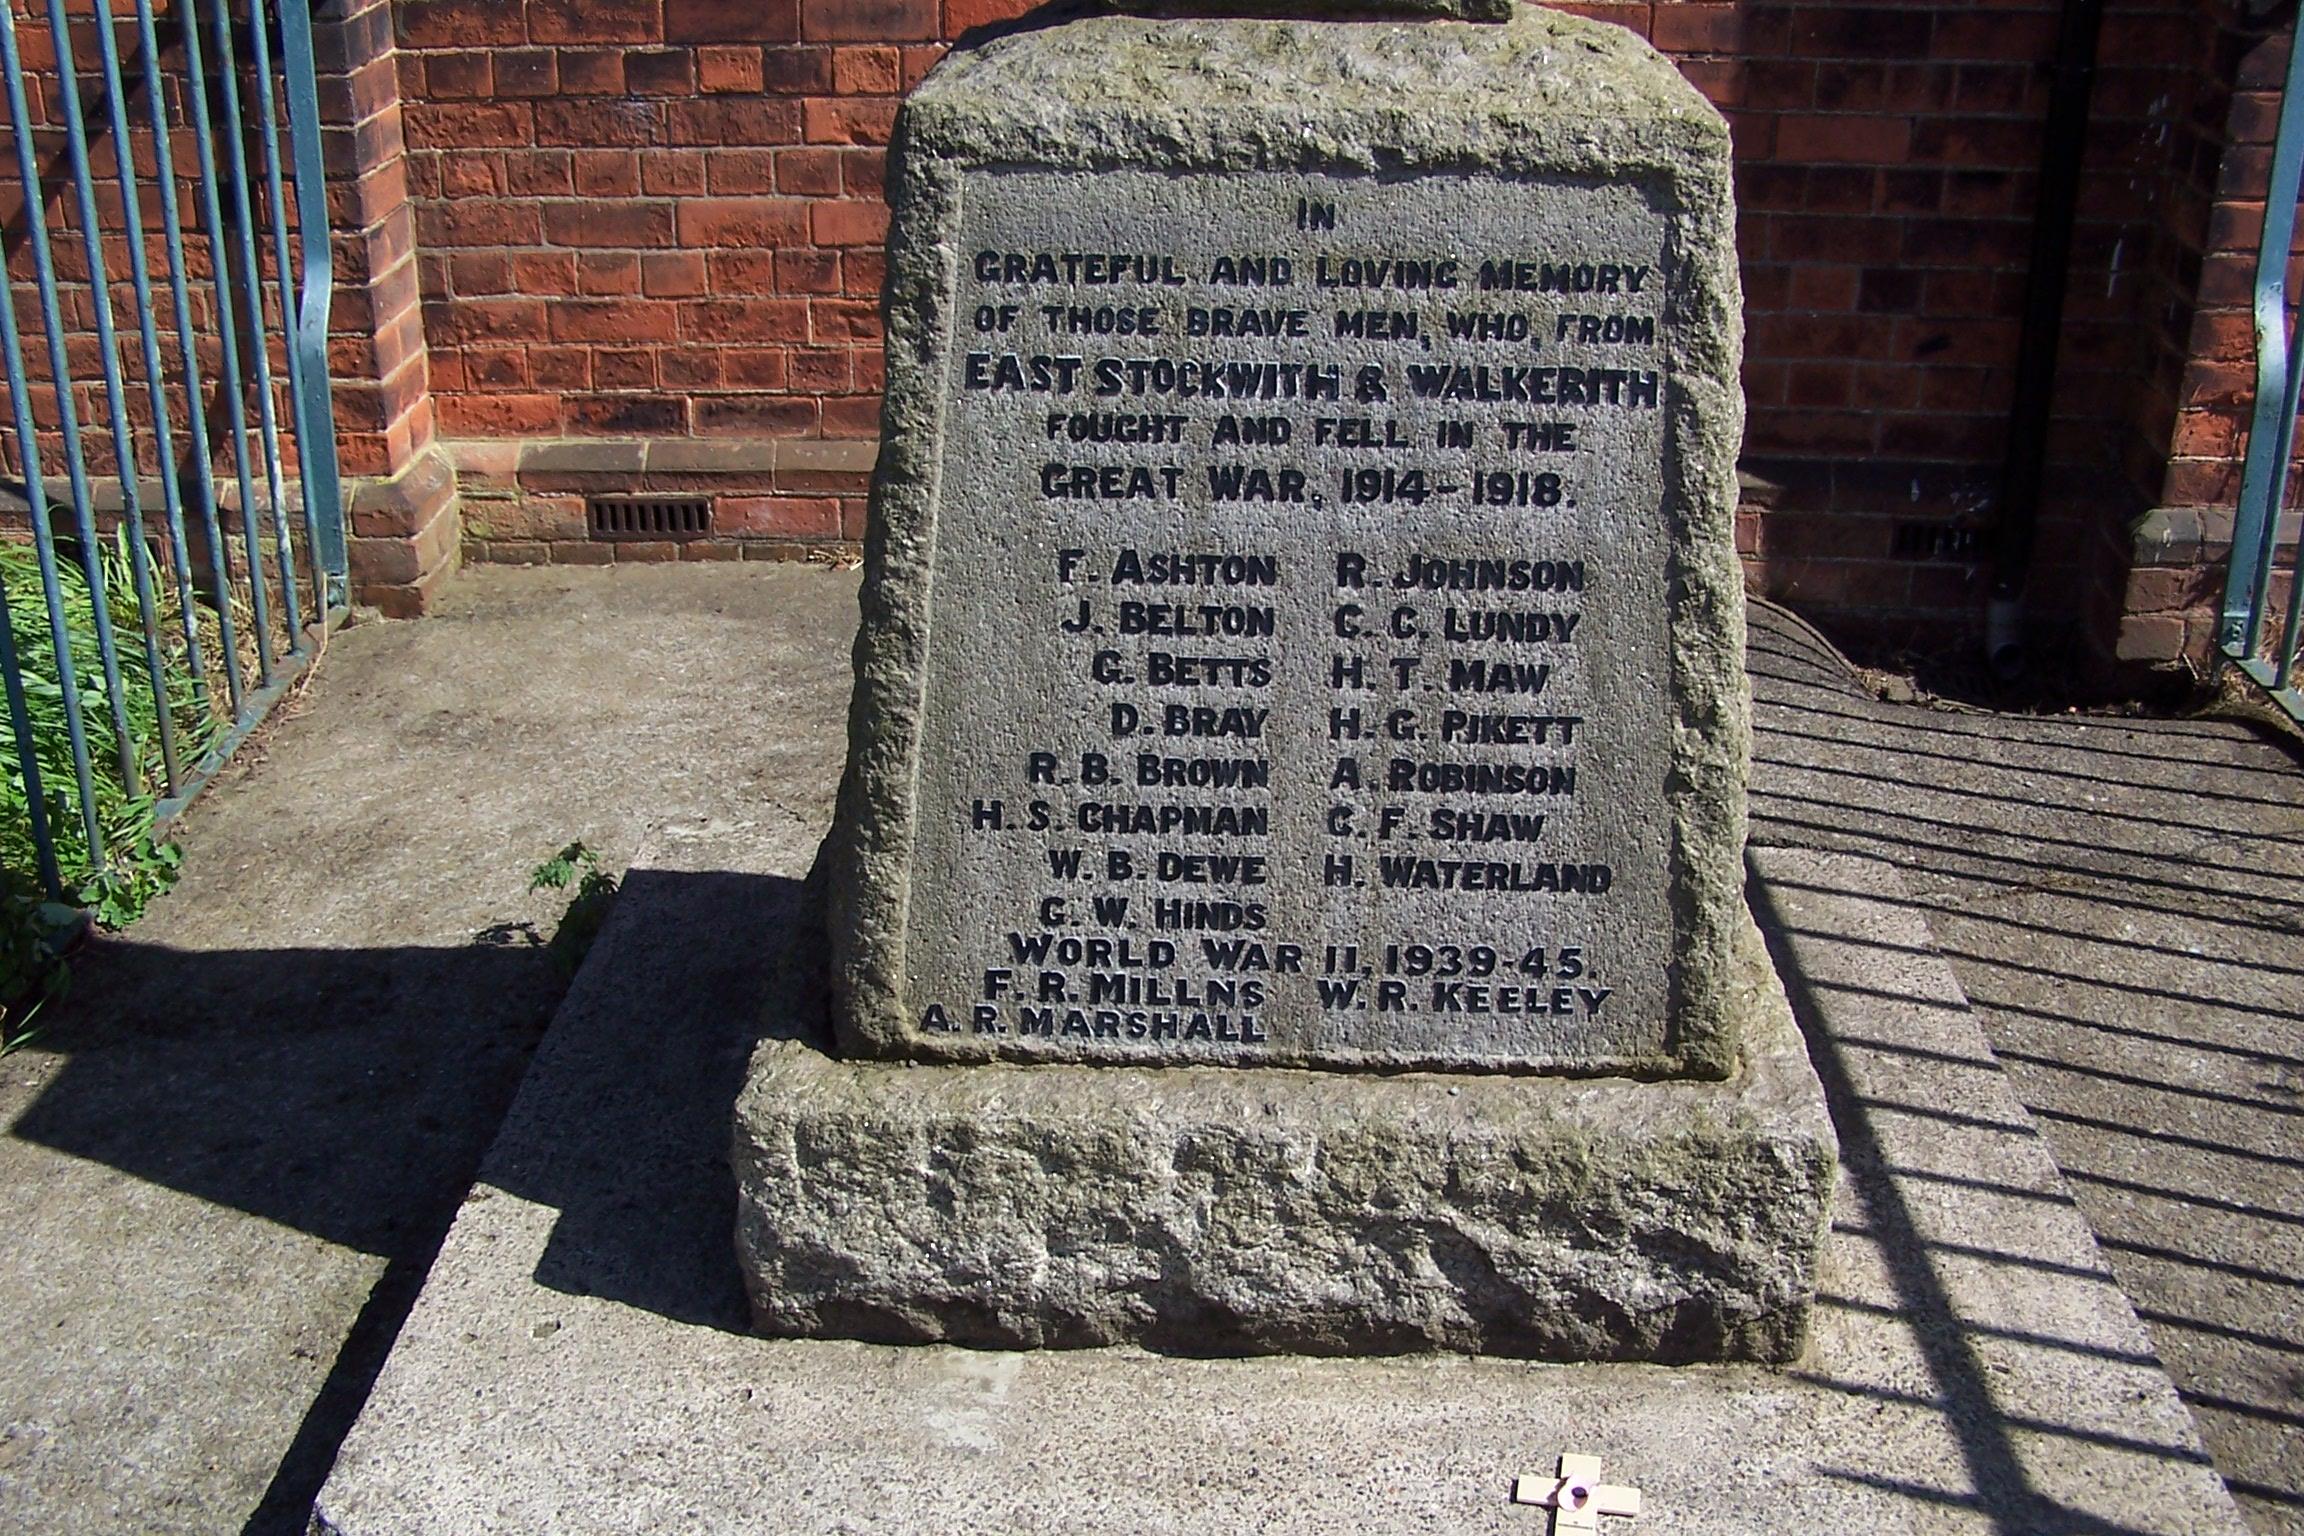 IN
GRATEFUL AND LOVING MEMORY
OF THOSE BRAVE MEN, WHO, FROM
EAST STOCKWITH & WALKERITH
FOUGHT AND FELL IN THE
GREAT WAR, 1914-1918.
F. ASHTON R. JOHNSON
J. BELTON C. C. LUNDY
G. BETTS H. T. MAW
D. BRAY H. G. PIKETT
R. B. BROWN A. ROBINSON
H. S. CHAPMAN C. F. SHAW
W. B. DEWE H. WATERLAND
G. W. HINDS
WORLD WAR 11, 1939-45.
F. R. MILLNS W. R. KEELEY
A. R. MARSHALL